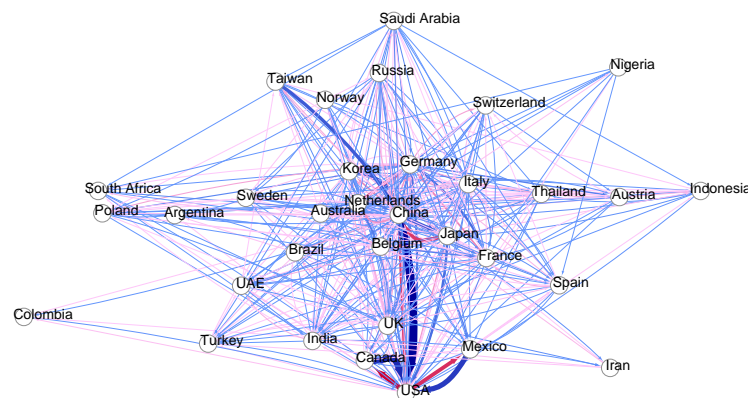 Saudi Arabia
Nigeria
Russia
Taiwan
Norway
Switzerland
Germany
Korea
Italy
South Africa
Indonesia
Sweden
Thailand
Austria
Netherlands
Poland
Argentina
Australia
China
Japan
Belgium
Brazil
France
UAE
Spain
Colombia
UK
Turkey
India
Mexico
Canada
Iran
USA